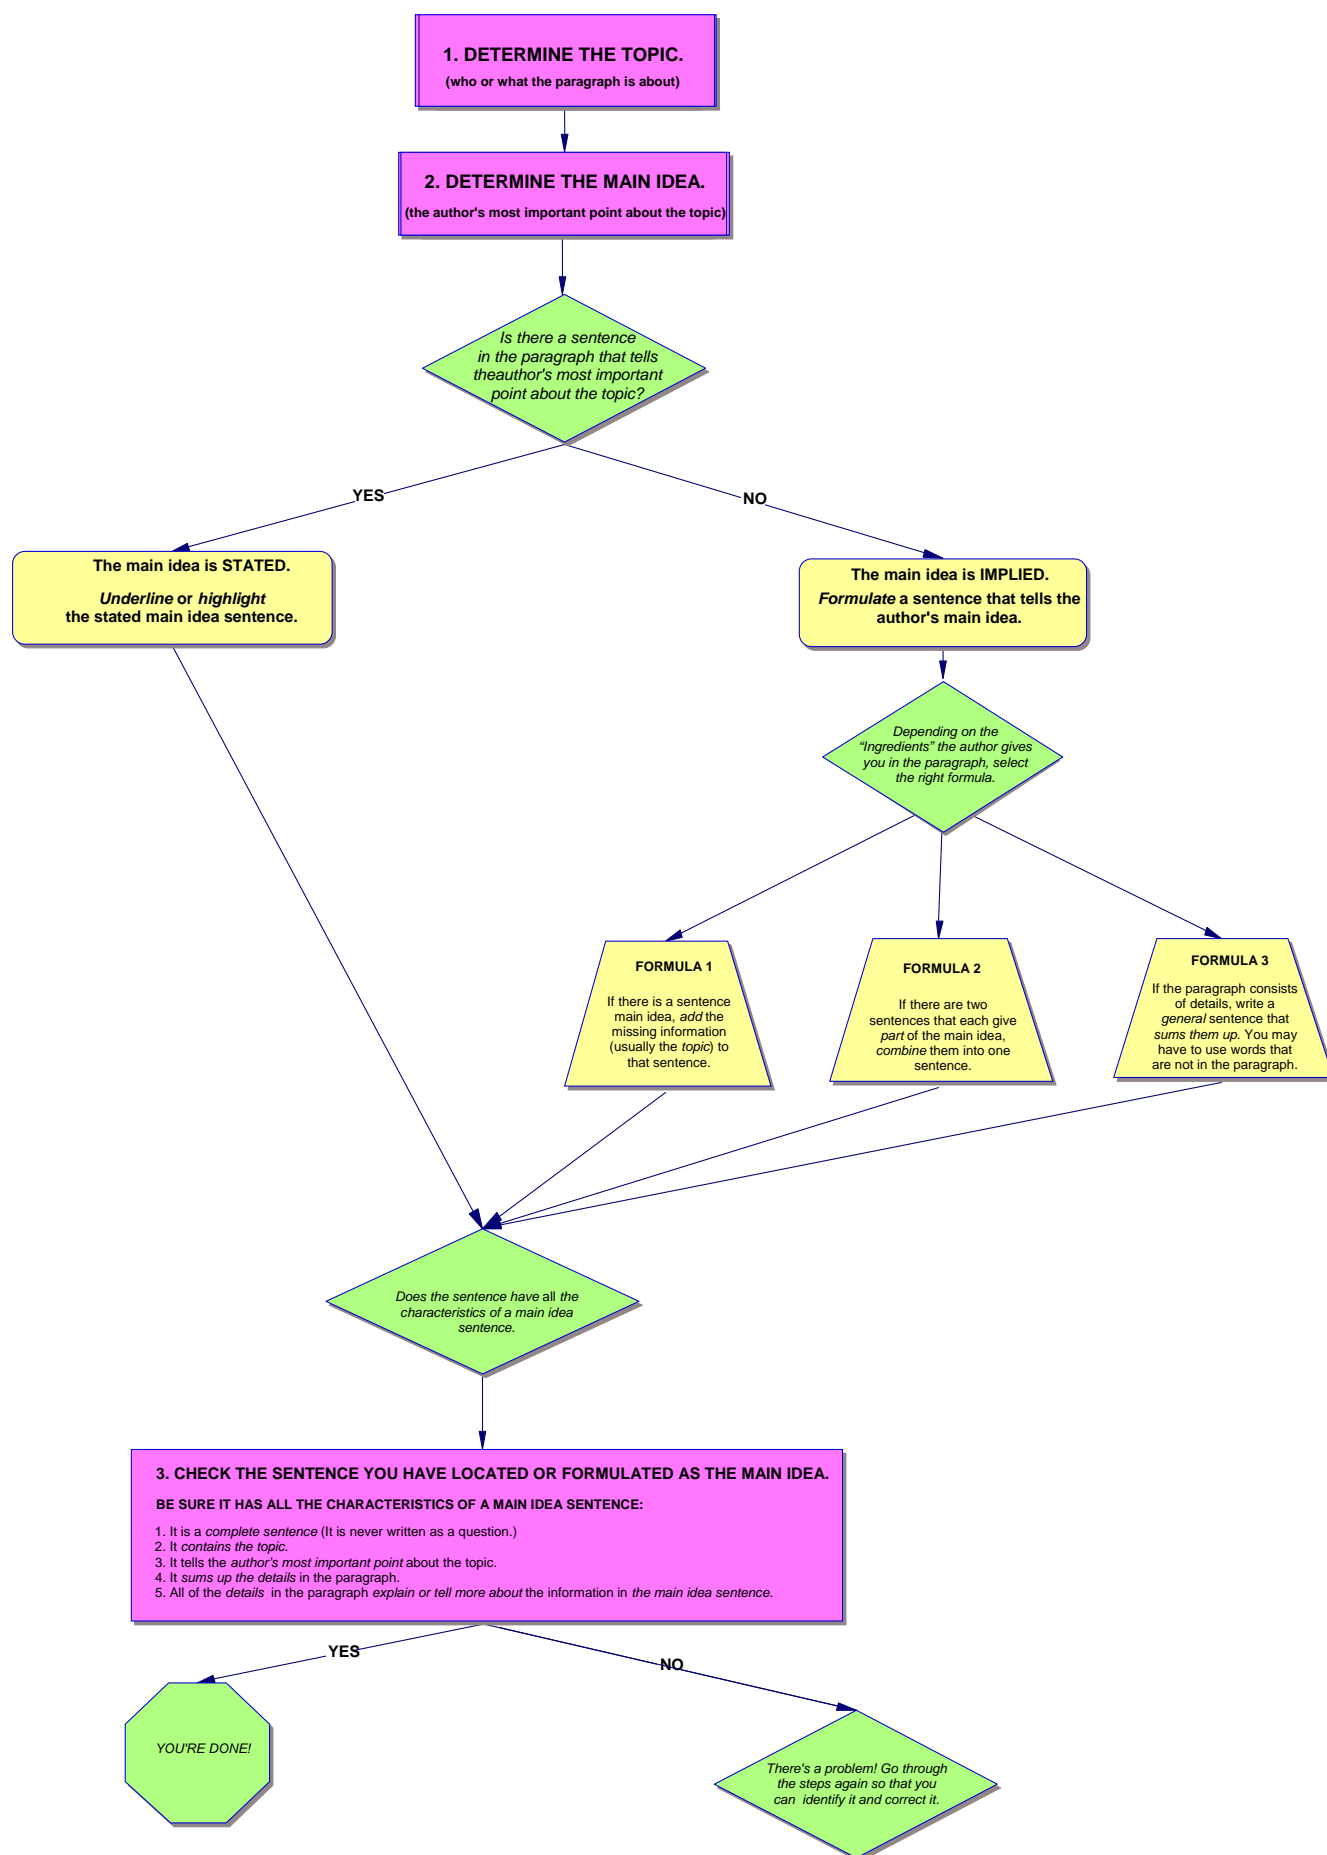 1. DETERMINE THE TOPIC.
(who or what the paragraph is about)
2. DETERMINE THE MAIN IDEA.
(the author's most important point about the topic)
Is there a sentence
in the paragraph that tells
theauthor's most important
point about the topic?
YES
NO
The main idea is STATED.
Underline or highlight
the stated main idea sentence.
The main idea is IMPLIED.
Formulate a sentence that tells the
author's main idea.
Depending on the
“Ingredients” the author gives
you in the paragraph, select
the right formula.
FORMULA 1
If there is a sentence
main idea, add the
missing information
(usually the topic) to
that sentence.
FORMULA 2
If there are two
sentences that each give
part of the main idea,
combine them into one
sentence.
FORMULA 3
If the paragraph consists
of details, write a
general sentence that
sums them up. You may
have to use words that
are not in the paragraph.
Does the sentence have all the
characteristics of a main idea
sentence.
3. CHECK THE SENTENCE YOU HAVE LOCATED OR FORMULATED AS THE MAIN IDEA.
BE SURE IT HAS ALL THE CHARACTERISTICS OF A MAIN IDEA SENTENCE:
1. It is a complete sentence (It is never written as a question.)
2. It contains the topic.
3. It tells the author's most important point about the topic.
4. It sums up the details in the paragraph.
5. All of the details in the paragraph explain or tell more about the information in the main idea sentence.
YES
NO
YOU'RE DONE!
There's a problem! Go through
the steps again so that you
can identify it and correct it.